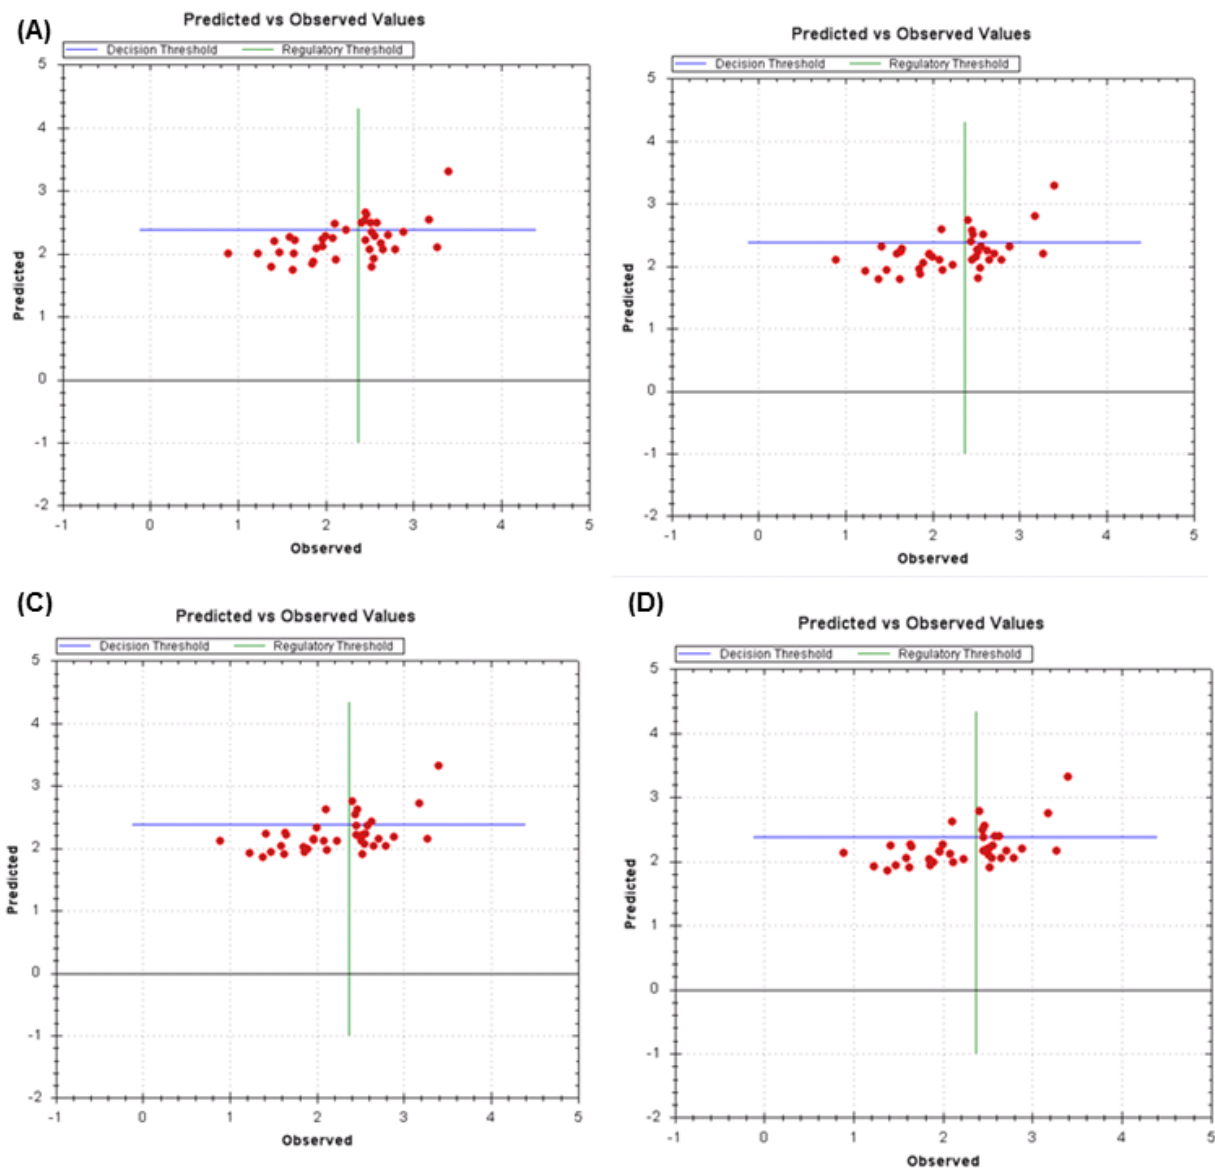 (A)
Predicted vs Observed Values
Decision Threshold Regulatory Threshold
5
4
3
2
1
0
-1
-2
-1 0 1 2 3 4 5
Predicted
Observed
Predicted vs Observed Values
Decision Threshold Regulatory Threshold
5
4
3
2
1
0
-1
-2
-1 0 1 2 3 4 5
Predicted
Observed
(C)
Predicted vs Observed Values
Decision Threshold Regulatory Threshold
5
4
3
2
1
0
-1
-2
-1 0 1 2 3 4 5
Predicted
Observed
(D)
Predicted vs Observed Values
Decision Threshold Regulatory Threshold
5
4
3
2
1
0
-1
-2
-1 0 1 2 3 4 5
Predicted
Observed